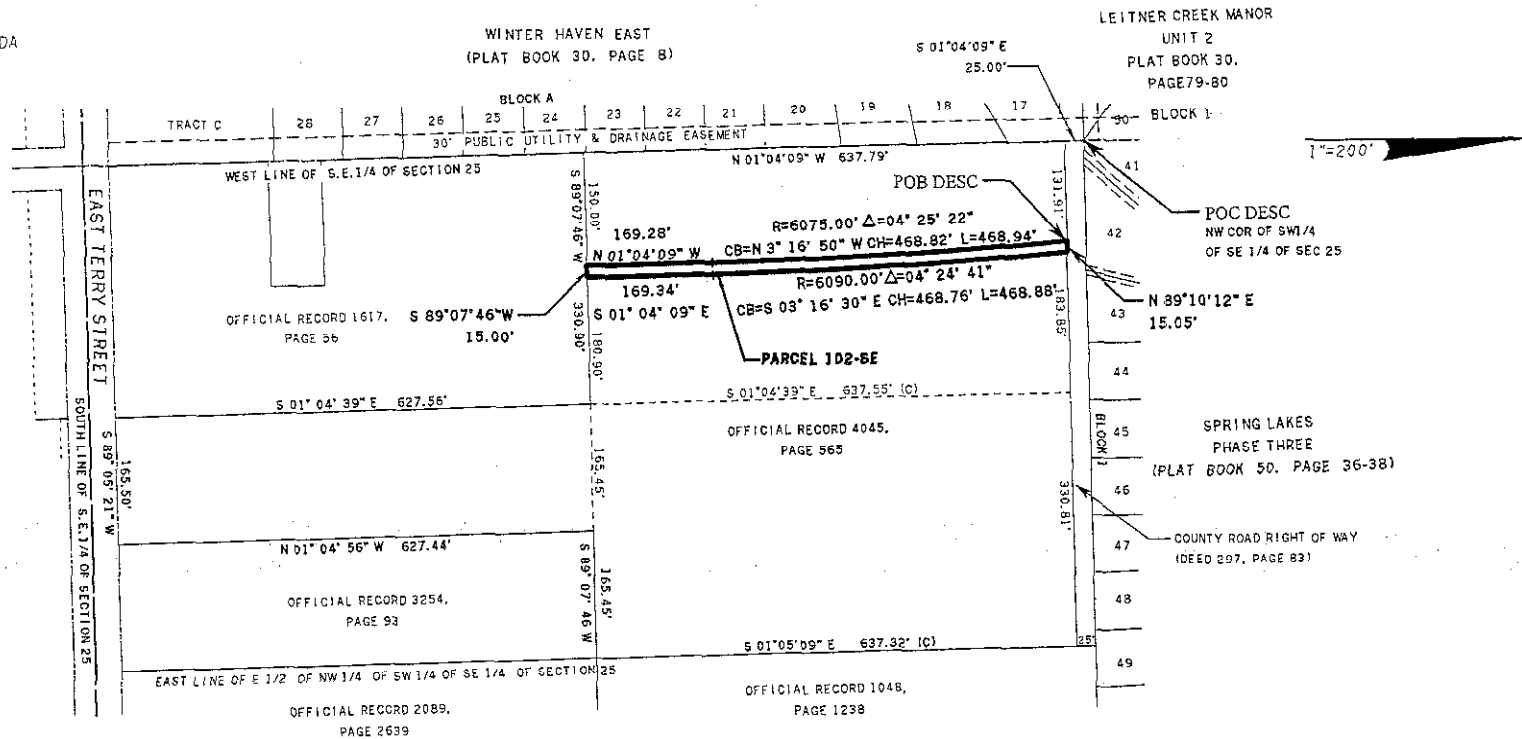 DA
WINTER HAVEN EAST
(PLAT BOOK 30, PAGE 8)
LEITNER CREEK MANOR
UNIT 2
PLAT BOOK 30,
PAGE79-80
S 01°04'09" E
25.00'
BLOCK A
TRACT C
28
27
26
25
24
23
22
21
20
19
18
17
50
BLOCK 1
30' PUBLIC UTILITY & DRAINAGE EASEMENT
WEST LINE OF S.E.1/4 OF SECTION 25
N 01°04'09" W 637.79'
1"=200'
41
EAST TERRY STREET
S 89°07'46" W
150.00'
POB DESC
131.91'
POC DESC
NW COR OF SW1/4
OF SE 1/4 OF SEC 25
42
169.28'
N 01°04'09" W
R=6075.00' Δ=04° 25' 22"
CB=N 3° 16' 50" W CH=468.82' L=468.94'
169.34'
S 01° 04' 09" E
R=6090.00' Δ=04° 24' 41"
CB=S 03° 16' 30" E CH=468.76' L=468.88'
N 89°10'12" E
15.05'
43
OFFICIAL RECORD 1617,
PAGE 56
S 89°07'46"W
15.00'
330.90'
180.90'
183.85'
PARCEL 102-SE
44
S 01° 04' 39" E 627.56'
S 01°04'39" E 637.55' (C)
SOUTH LINE OF S.E.1/4 OF SECTION 25
S 89° 05' 21" W
165.50'
165.45'
OFFICIAL RECORD 4045,
PAGE 565
BLOCK 1
45
SPRING LAKES
PHASE THREE
(PLAT BOOK 50, PAGE 36-38)
46
330.81'
N 01° 04' 56" W 627.44'
47
COUNTY ROAD RIGHT OF WAY
(DEED 297, PAGE 83)
OFFICIAL RECORD 3254,
PAGE 93
S 89° 07' 46 W
165.45'
48
S 01°05'09" E 637.32' (C)
25'
49
EAST LINE OF E 1/2 OF NW 1/4 OF SW 1/4 OF SE 1/4 OF SECTION 25
OFFICIAL RECORD 2089,
PAGE 2639
OFFICIAL RECORD 1048,
PAGE 1238